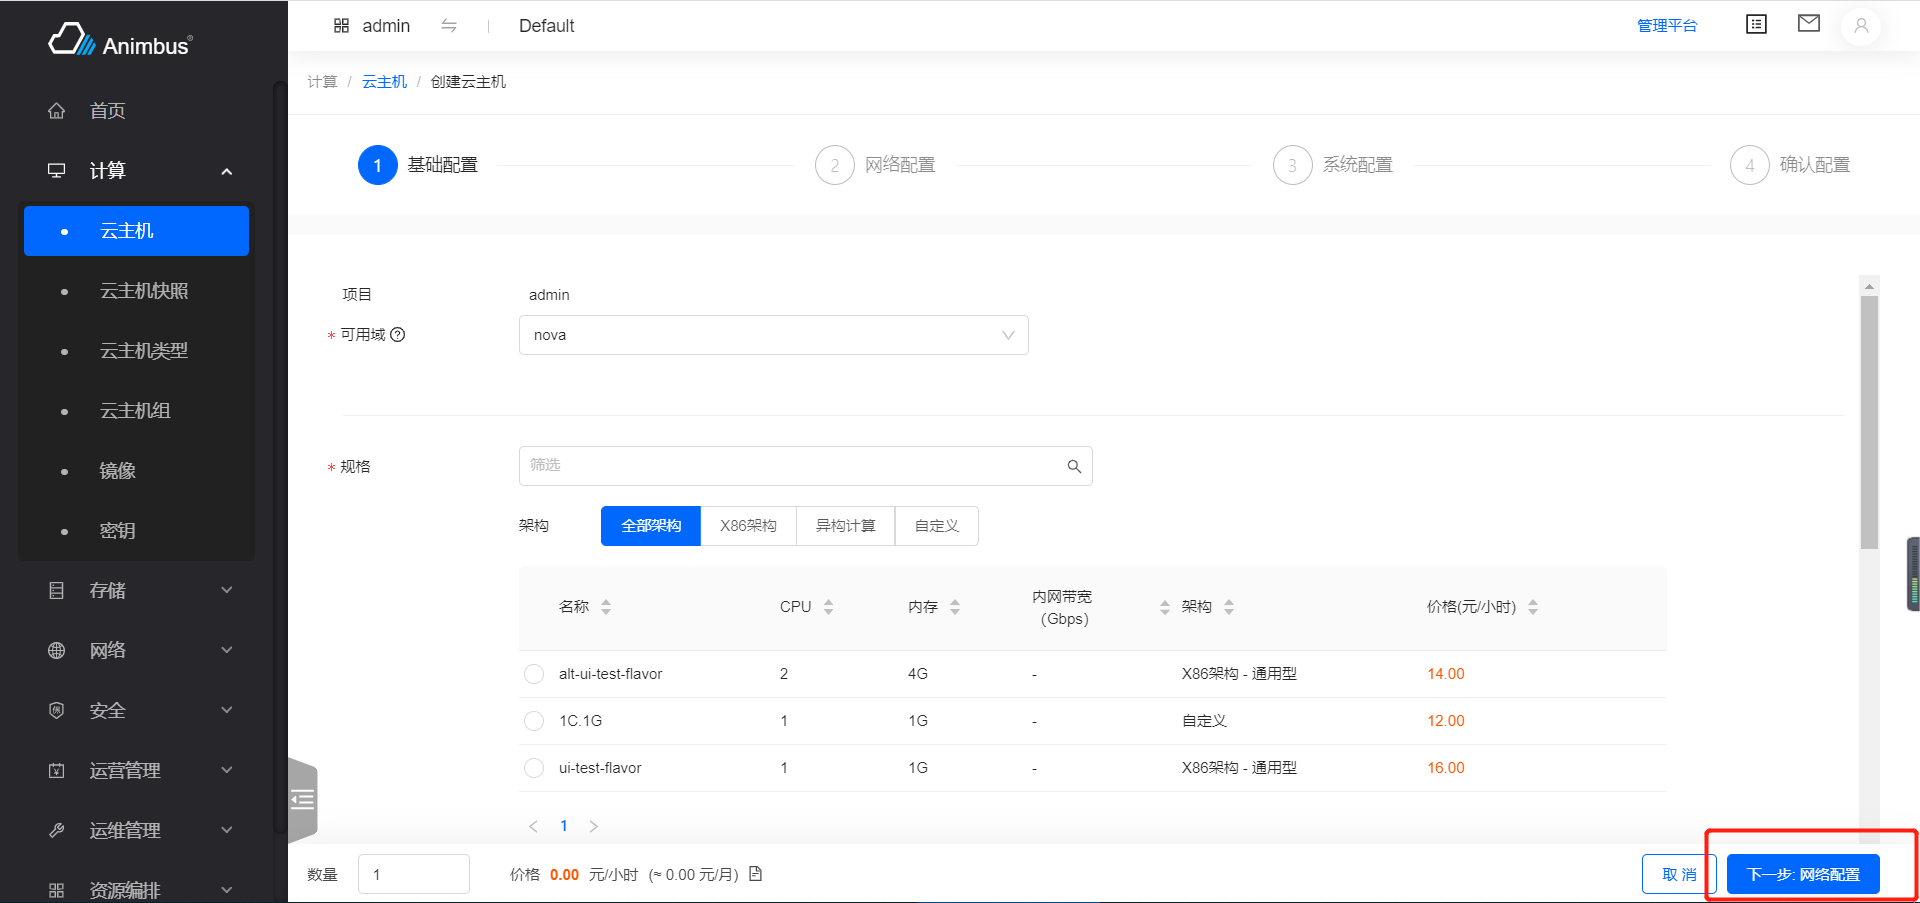 Animbus®
admin
Default
管理平台
首页
计算
云主机
云主机快照
云主机类型
云主机组
镜像
密钥
存储
网络
安全
运营管理
运维管理
资源编排
计算 / 云主机 / 创建云主机
1 基础配置
2 网络配置
3 系统配置
4 确认配置
项目 admin
* 可用域 nova
* 规格 筛选
架构 全部架构 X86架构 异构计算 自定义
名称 CPU 内存 内网带宽（Gbps） 架构 价格(元/小时)
alt-ui-test-flavor 2 4G - X86架构 - 通用型 14.00
1C.1G 1 1G - 自定义 12.00
ui-test-flavor 1 1G - X86架构 - 通用型 16.00
< 1 >
数量 1 价格 0.00 元/小时 (≈ 0.00 元/月)
取 消 下一步: 网络配置